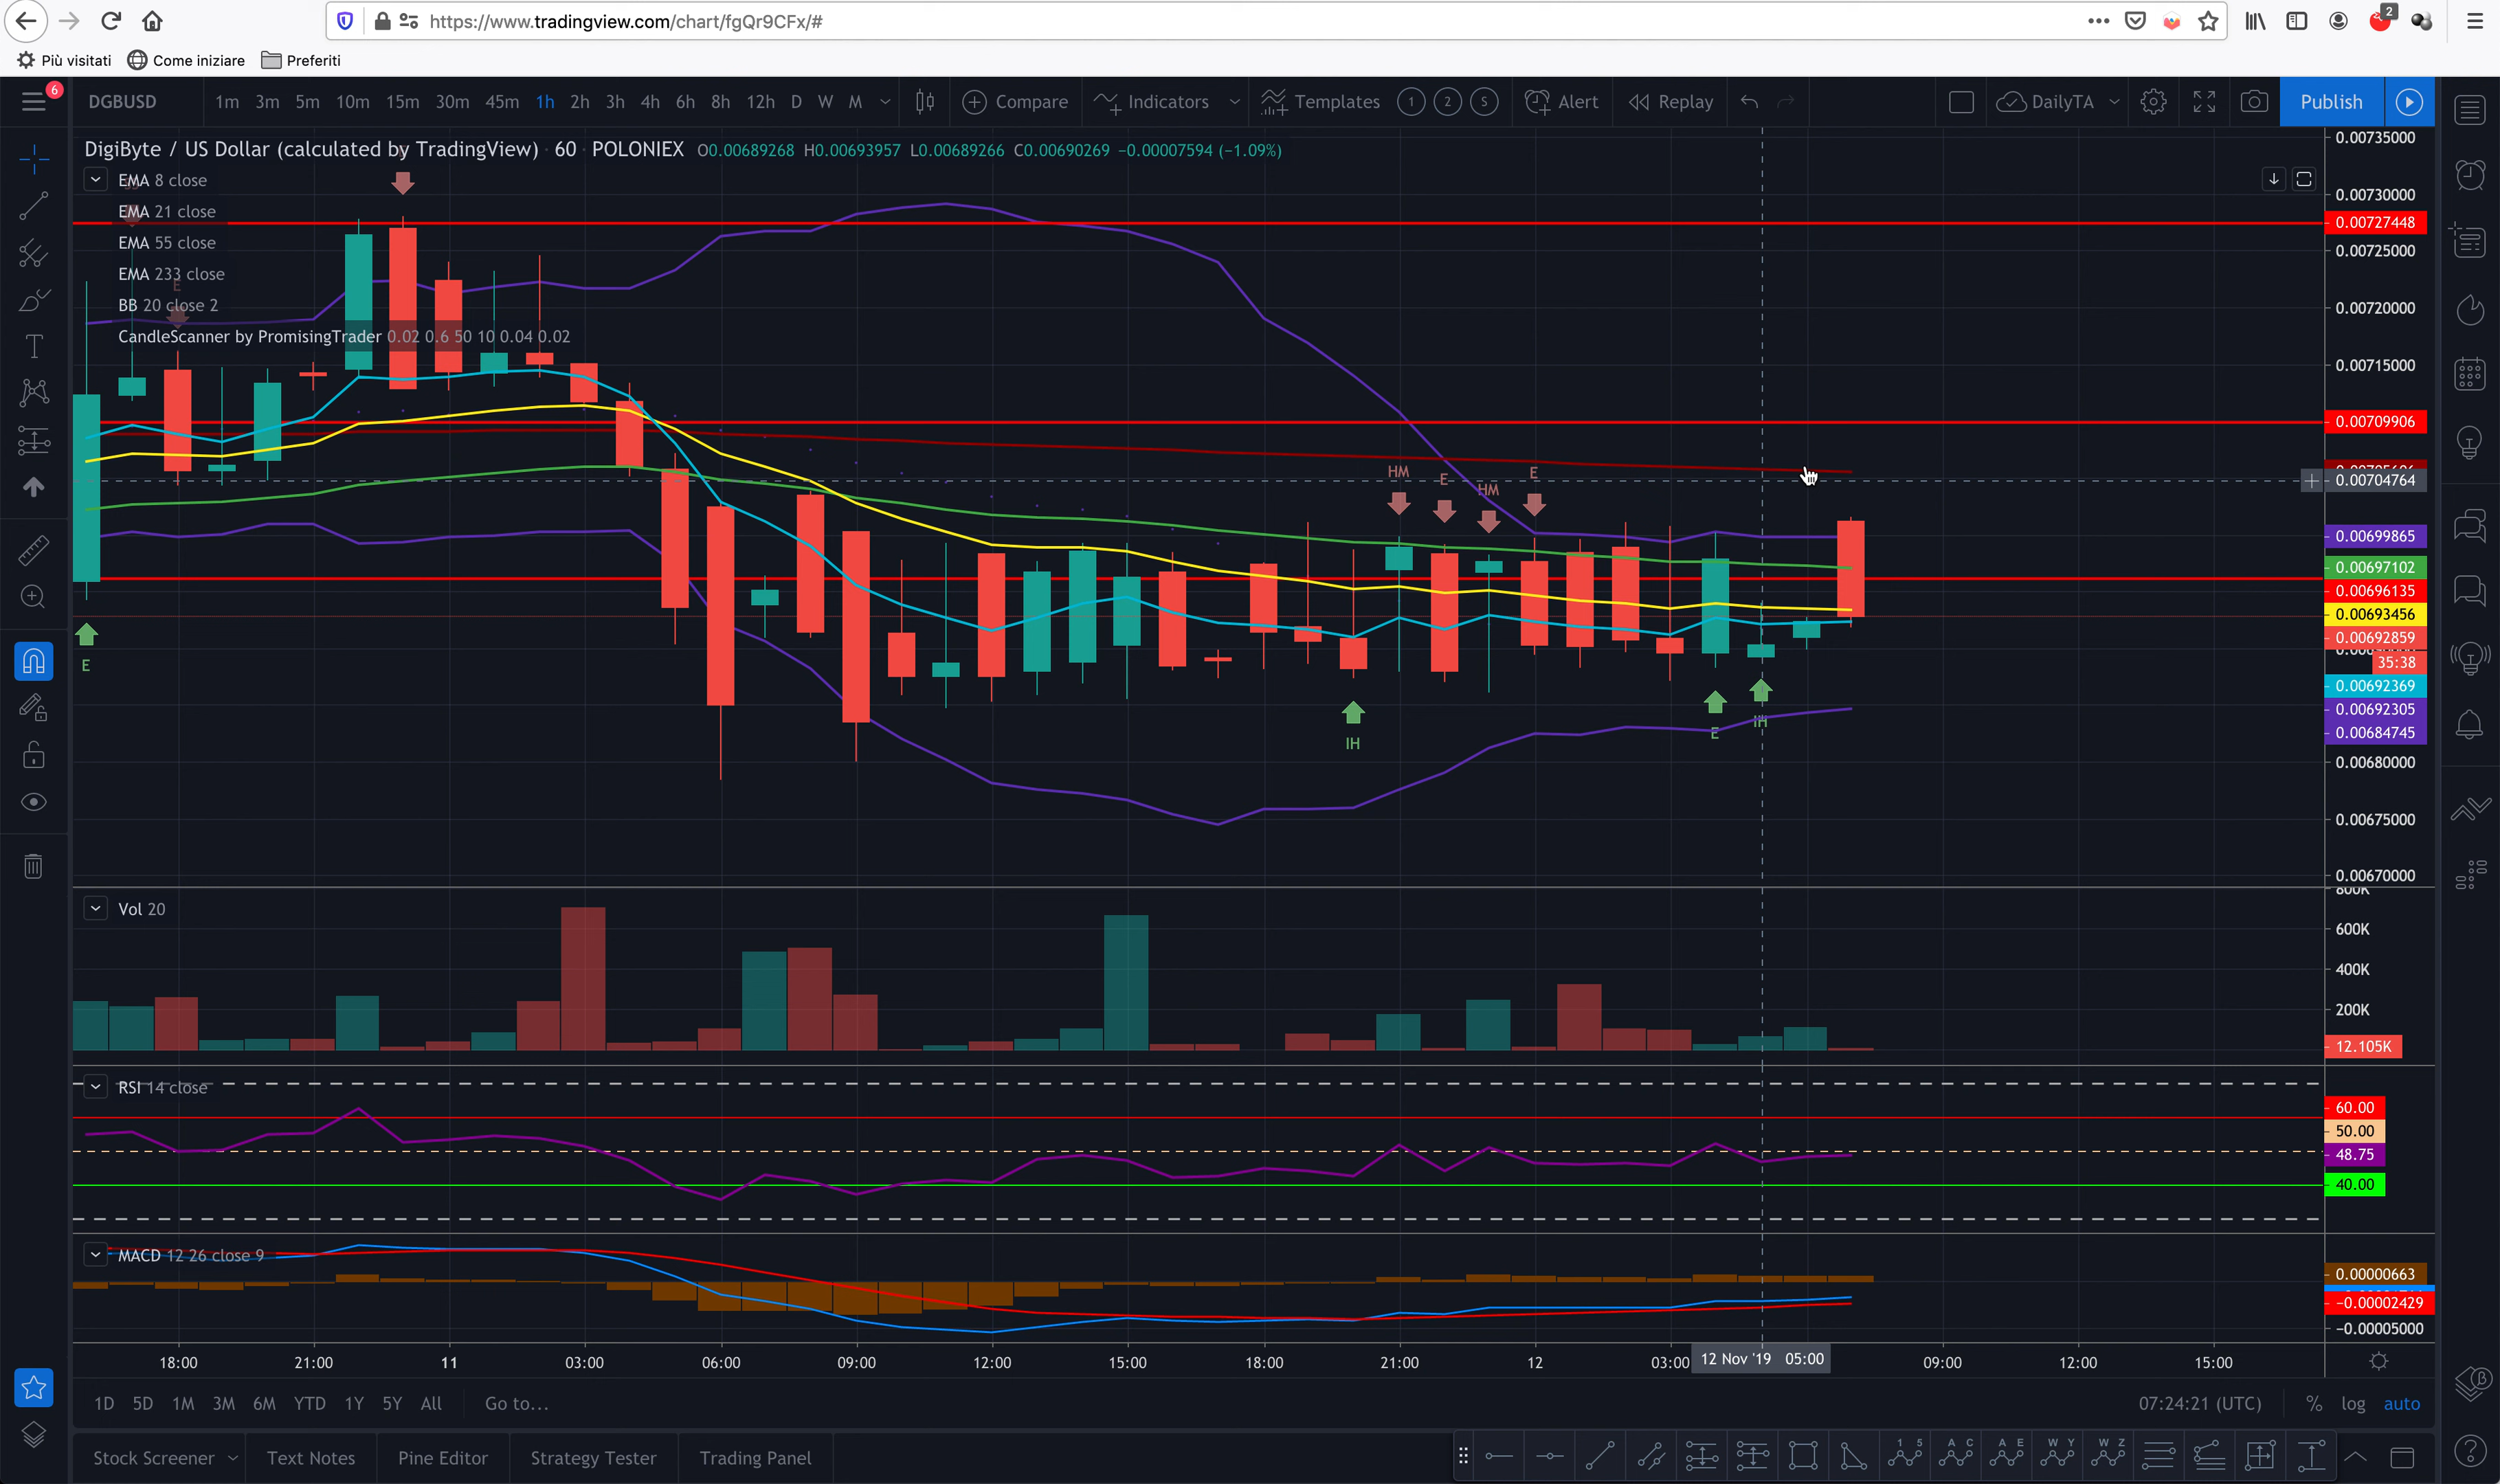 https://www.tradingview.com/chart/fgQr9CFx/#
2
Più visitati Come iniziare Preferiti
6
DGBUSD 1m 3m 5m 10m 15m 30m 45m 1h 2h 3h 4h 6h 8h 12h D W M Compare Indicators Templates 1 2 S Alert Replay DailyTA Publish
DigiByte / US Dollar (calculated by TradingView) · 60 · POLONIEX O0.00689268 H0.00693957 L0.00689266 C0.00690269 −0.00007594 (−1.09%)
EMA 8 close
EMA 21 close
EMA 55 close
EMA 233 close
BB 20 close 2
CandleScanner by PromisingTrader 0.02 0.6 50 10 0.04 0.02
E
HM
E
HM
E
E
IH
E
IH
0.00735000
0.00730000
0.00727448
0.00725000
0.00720000
0.00715000
0.00709906
0.00704764
0.00699865
0.00697102
0.00696135
0.00693456
0.00692859
35:38
0.00692369
0.00692305
0.00684745
0.00680000
0.00675000
0.00670000
Vol 20
800K
600K
400K
200K
12.105K
RSI 14 close
60.00
50.00
48.75
40.00
MACD 12 26 close 9
0.00000663
−0.00002429
−0.00005000
18:00 21:00 11 03:00 06:00 09:00 12:00 15:00 18:00 21:00 12 03:00 12 Nov '19 05:00 09:00 12:00 15:00
1D 5D 1M 3M 6M YTD 1Y 5Y All Go to... 07:24:21 (UTC) % log auto
Stock Screener Text Notes Pine Editor Strategy Tester Trading Panel
1 5 A C A E W Y W Z